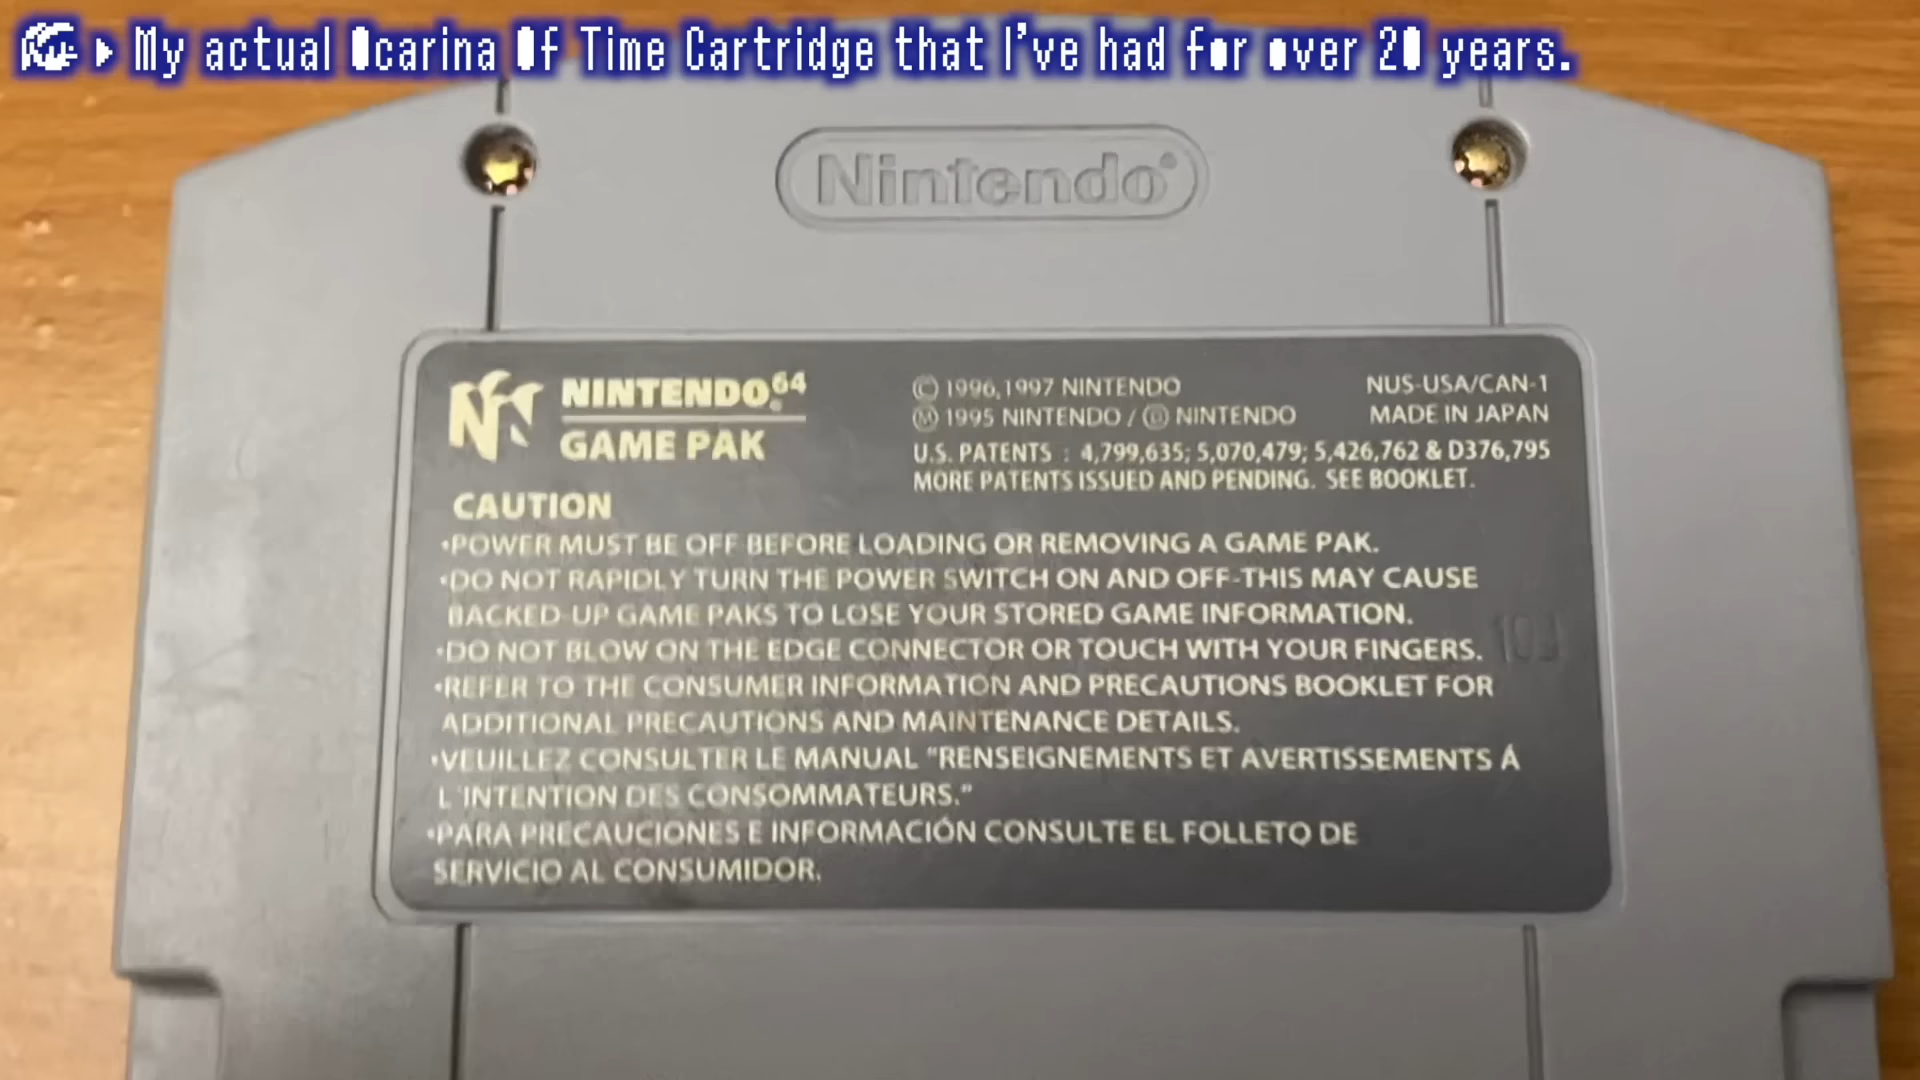 My actual Ocarina Of Time Cartridge that I've had for over 20 years.
Nintendo®
NINTENDO 64
GAME PAK
© 1996,1997 NINTENDO
Ⓜ 1995 NINTENDO / Ⓓ NINTENDO
NUS-USA/CAN-1
MADE IN JAPAN
U.S. PATENTS : 4,799,635; 5,070,479; 5,426,762 & D376,795
MORE PATENTS ISSUED AND PENDING. SEE BOOKLET.
CAUTION
•POWER MUST BE OFF BEFORE LOADING OR REMOVING A GAME PAK.
•DO NOT RAPIDLY TURN THE POWER SWITCH ON AND OFF-THIS MAY CAUSE
BACKED-UP GAME PAKS TO LOSE YOUR STORED GAME INFORMATION.
•DO NOT BLOW ON THE EDGE CONNECTOR OR TOUCH WITH YOUR FINGERS.
•REFER TO THE CONSUMER INFORMATION AND PRECAUTIONS BOOKLET FOR
ADDITIONAL PRECAUTIONS AND MAINTENANCE DETAILS.
•VEUILLEZ CONSULTER LE MANUAL "RENSEIGNEMENTS ET AVERTISSEMENTS Á
L'INTENTION DES CONSOMMATEURS."
•PARA PRECAUCIONES E INFORMACIÓN CONSULTE EL FOLLETO DE
SERVICIO AL CONSUMIDOR.